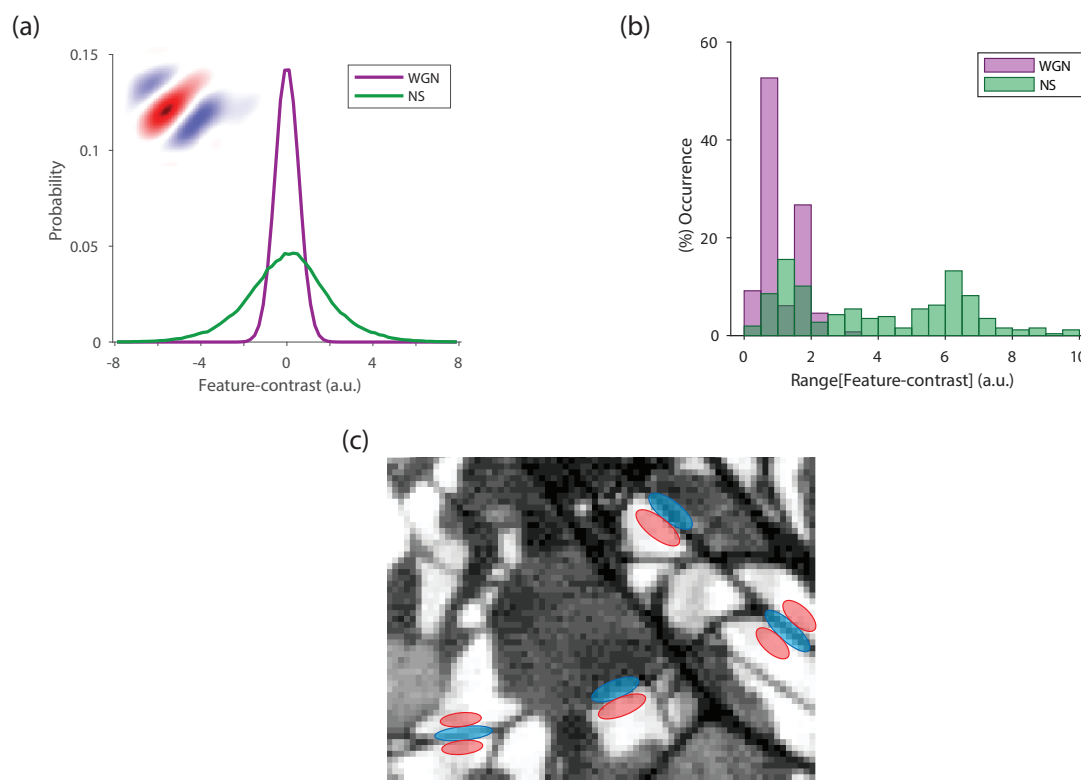 (a)
0.15
0.1
0.05
0
Probability
-8
-4
0
4
8
Feature-contrast (a.u.)
WGN
NS
(b)
60
40
20
0
(%) Occurrence
0
2
4
6
8
10
Range[Feature-contrast] (a.u.)
WGN
NS
(c)